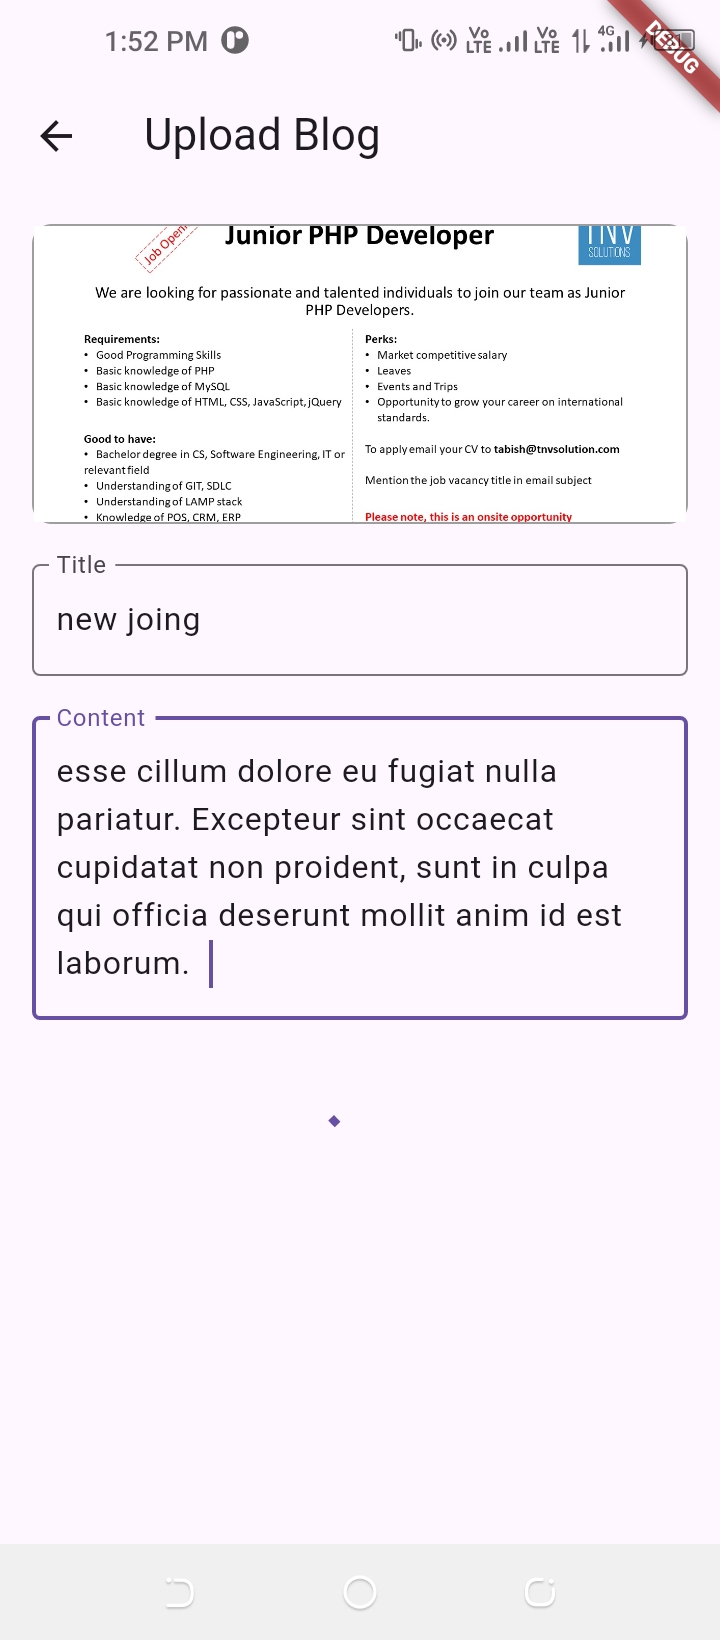 1:52 PM
Vo LTE
Vo LTE
4G
DEBUG
Upload Blog
Junior PHP Developer
SOLUTIONS
We are looking for passionate and talented individuals to join our team as Junior
PHP Developers.
Requirements:
• Good Programming Skills
• Basic knowledge of PHP
• Basic knowledge of MySQL
• Basic knowledge of HTML, CSS, JavaScript, jQuery
Good to have:
• Bachelor degree in CS, Software Engineering, IT or
relevant field
• Understanding of GIT, SDLC
• Understanding of LAMP stack
• Knowledge of POS, CRM, ERP
Perks:
• Market competitive salary
• Leaves
• Events and Trips
• Opportunity to grow your career on international
standards.
To apply email your CV to tabish@tnvsolution.com
Mention the job vacancy title in email subject
Please note, this is an onsite opportunity
Title
new joing
Content
esse cillum dolore eu fugiat nulla
pariatur. Excepteur sint occaecat
cupidatat non proident, sunt in culpa
qui officia deserunt mollit anim id est
laborum.